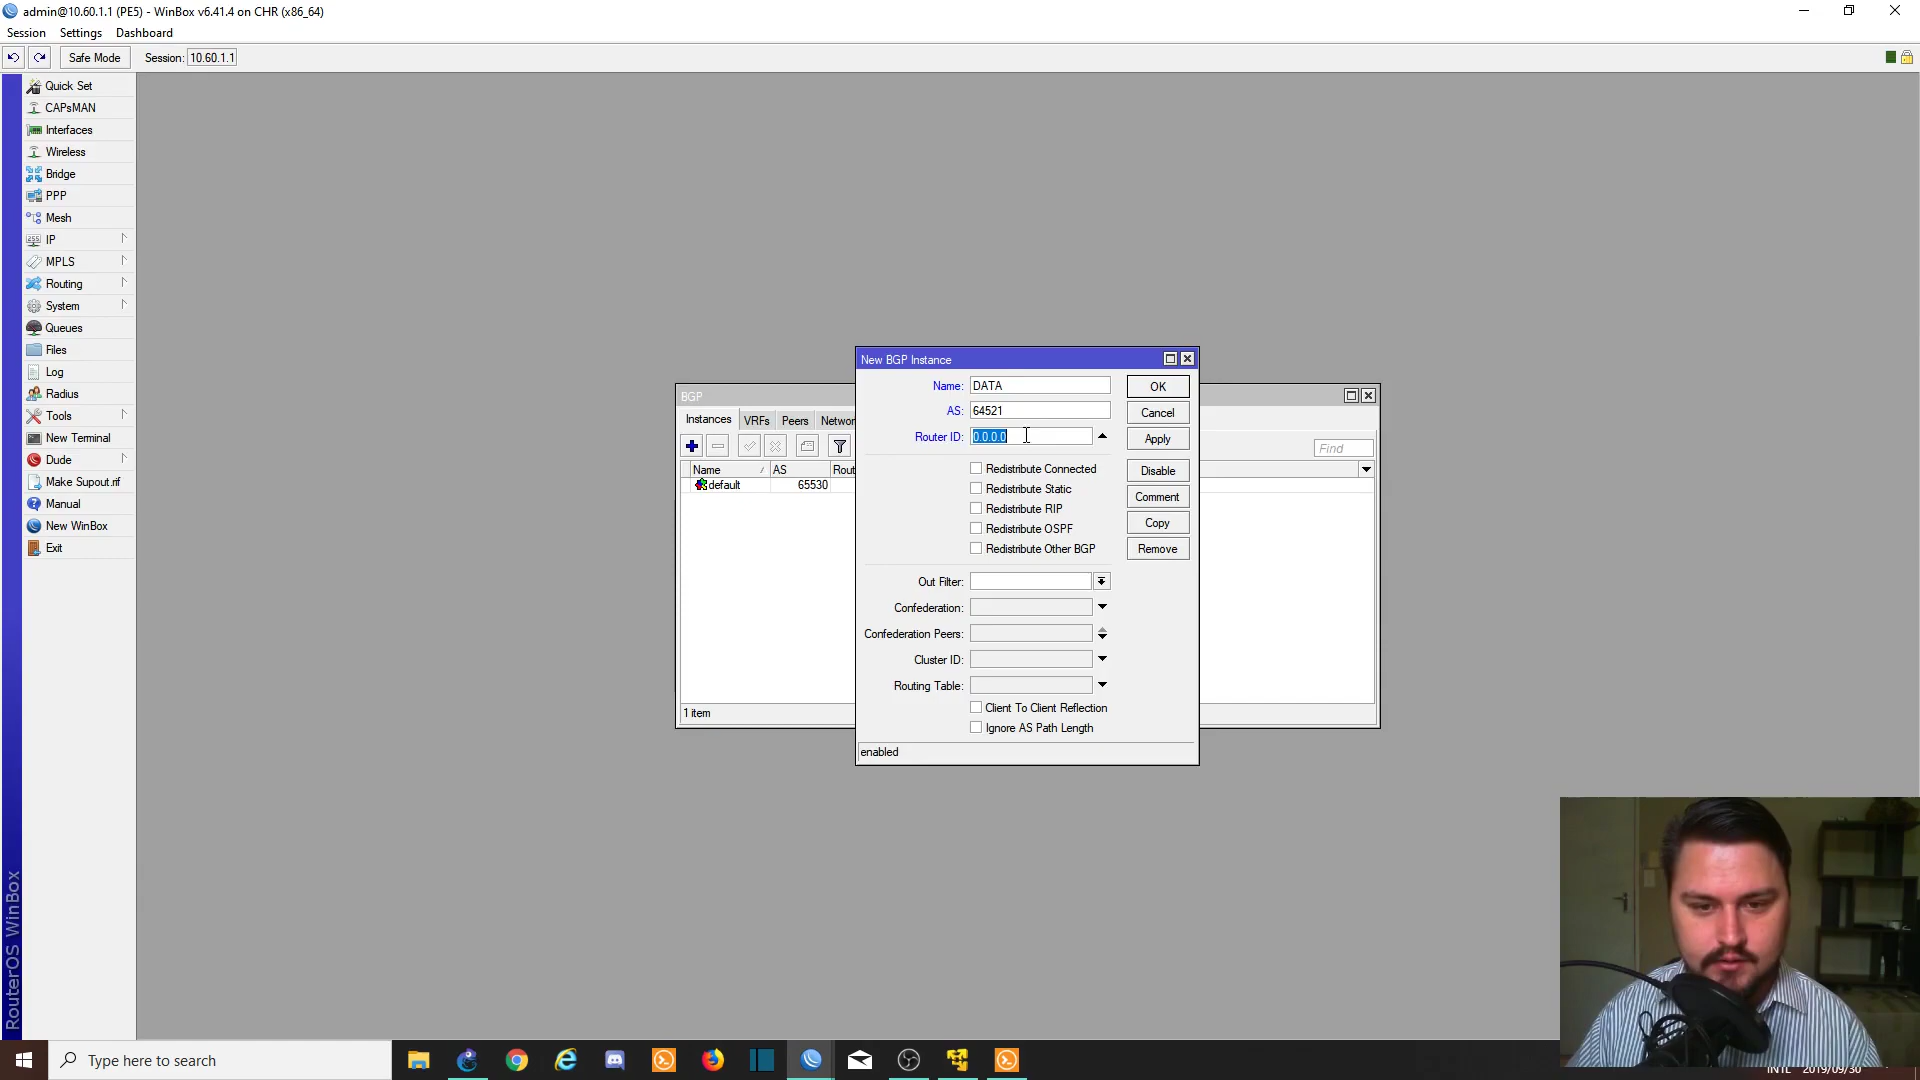 admin@10.60.1.1 (PE5) - WinBox v6.41.4 on CHR (x86_64)
Session Settings Dashboard
Safe Mode Session: 10.60.1.1
Quick Set
CAPsMAN
Interfaces
Wireless
Bridge
PPP
Mesh
IP
MPLS
Routing
System
Queues
Files
Log
Radius
Tools
New Terminal
Dude
Make Supout.rif
Manual
New WinBox
Exit
RouterOS WinBox
BGP
Instances VRFs Peers
Find
Name AS
default 65530
1 item
New BGP Instance
Name: DATA
AS: 64521
Router ID: 0.0.0.0
Redistribute Connected
Redistribute Static
Redistribute RIP
Redistribute OSPF
Redistribute Other BGP
Out Filter:
Confederation:
Confederation Peers:
Cluster ID:
Routing Table:
Client To Client Reflection
Ignore AS Path Length
enabled
OK
Cancel
Apply
Disable
Comment
Copy
Remove
Type here to search
INTL 2019/09/30